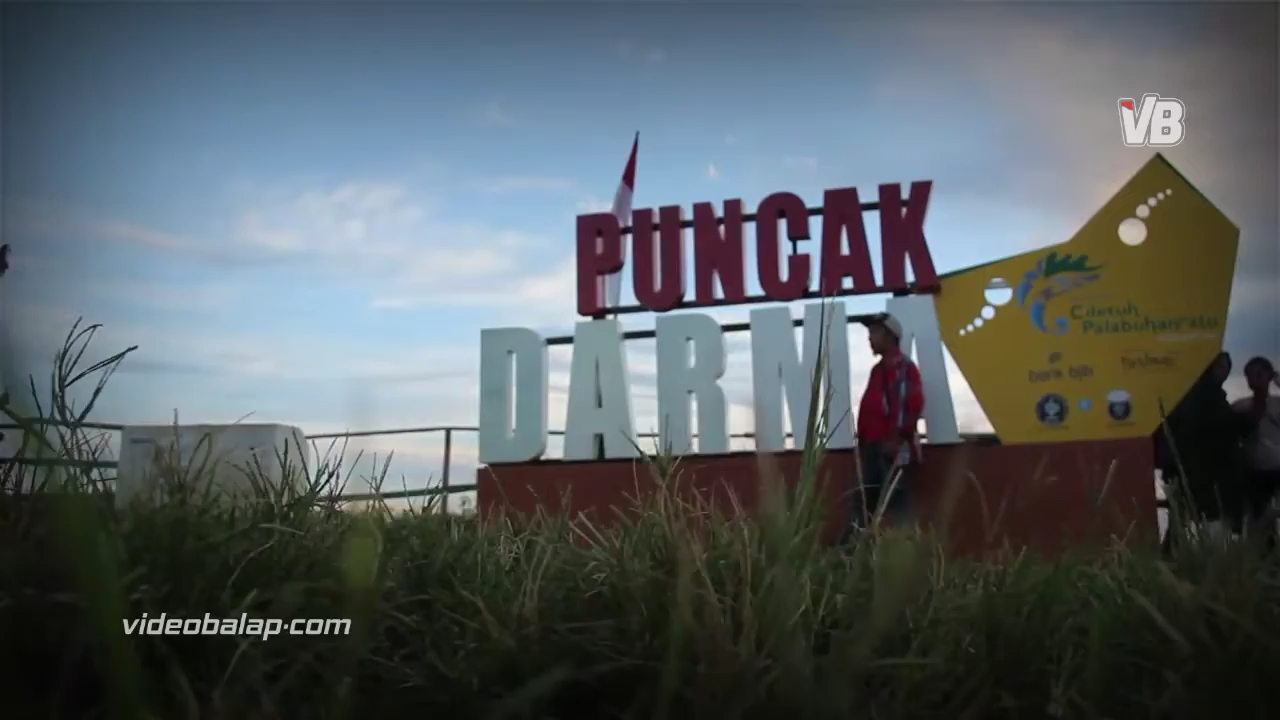 VB
PUNCAK
DARMA
Ciletuh
Palabuhanratu
bank bjb
videobalap.com